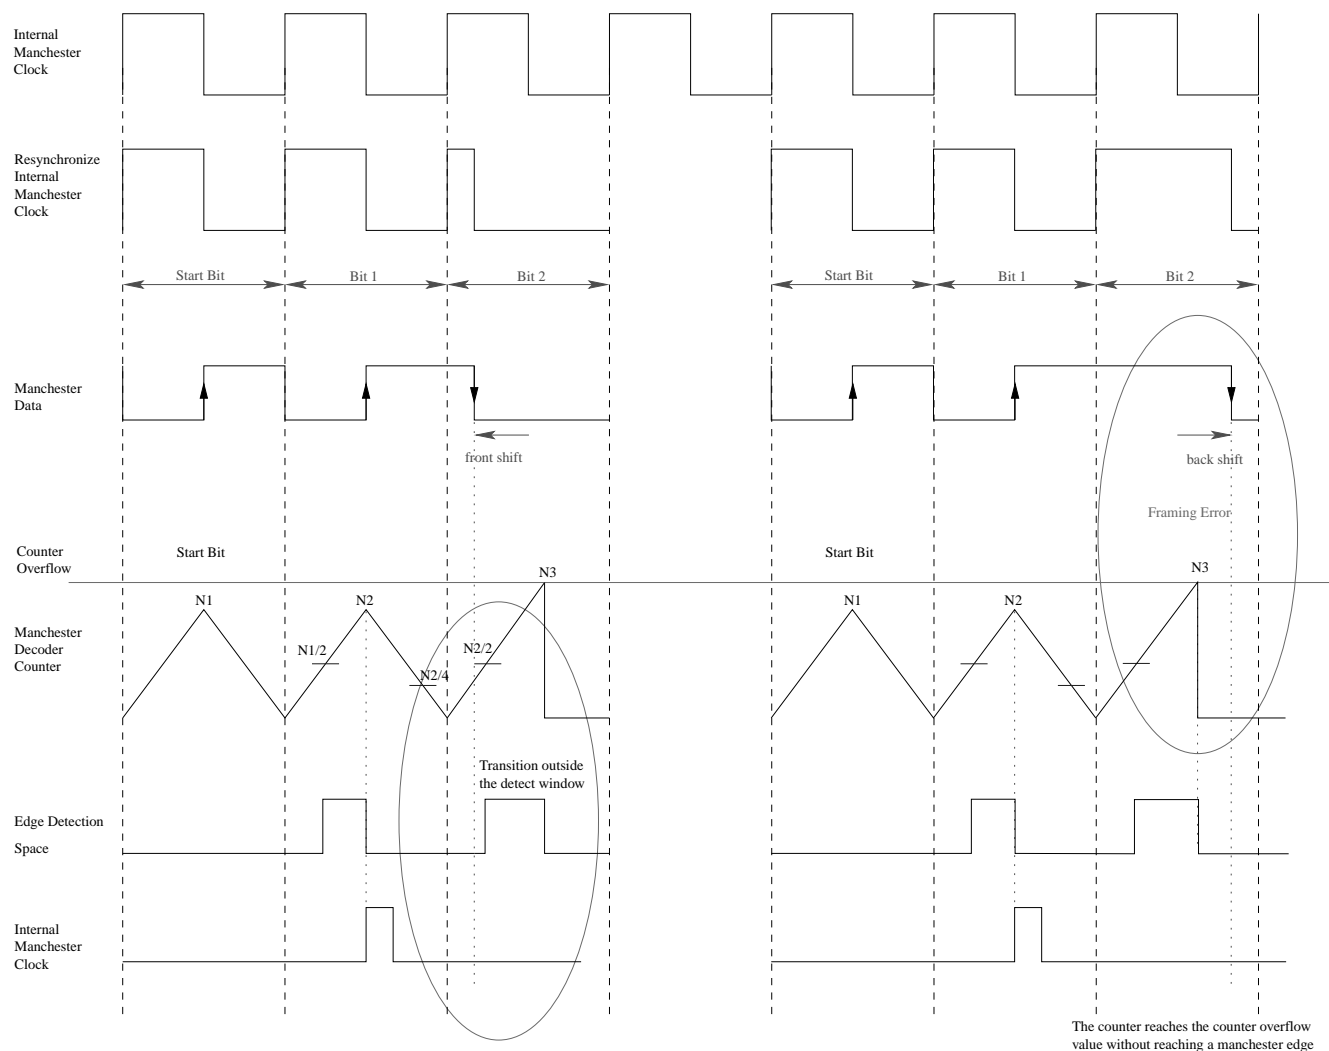 Internal
Manchester
Clock
Resynchronize
Internal
Manchester
Clock
Start Bit
Bit 1
Bit 2
Start Bit
Bit 1
Bit 2
Manchester
Data
front shift
back shift
Framing Error
Counter
Overflow
Start Bit
Start Bit
N3
N3
N1
N2
N1
N2
Manchester
Decoder
Counter
N1/2
N2/4
N2/2
Transition outside
the detect window
Edge Detection
Space
Internal
Manchester
Clock
The counter reaches the counter overflow
value without reaching a manchester edge